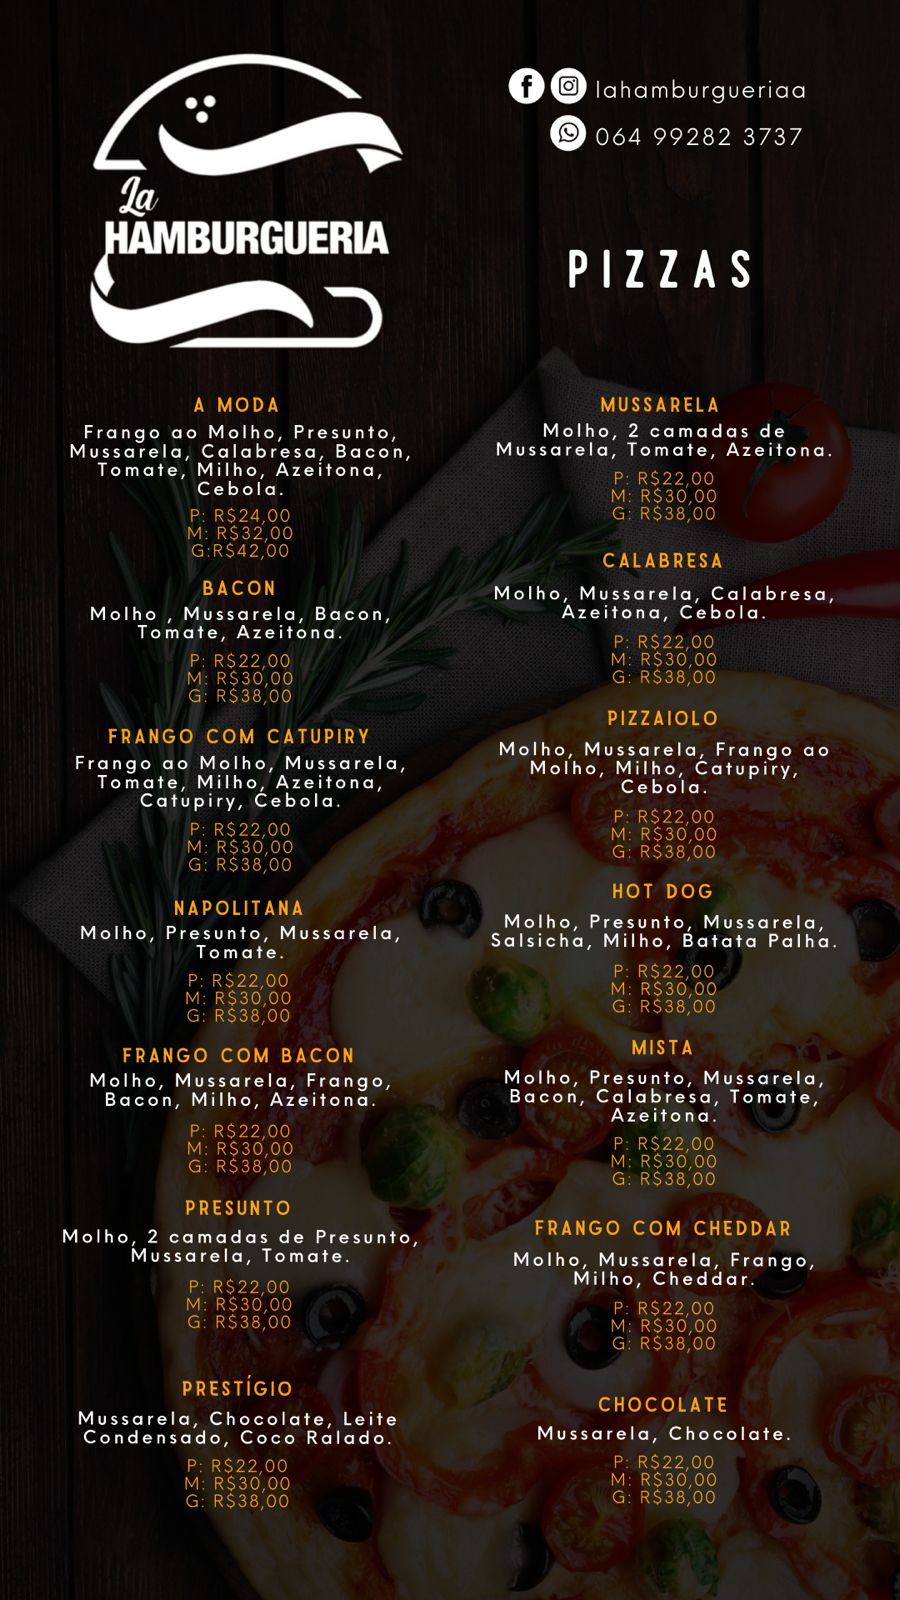 La
HAMBURGUERIA
lahamburgueriaa
064 99282 3737
PIZZAS
A MODA
Frango ao Molho, Presunto,
Mussarela, Calabresa, Bacon,
Tomate, Milho, Azeitona,
Cebola.
P: R$24,00
M: R$32,00
G:R$42,00
BACON
Molho , Mussarela, Bacon,
Tomate, Azeitona.
P: R$22,00
M: R$30,00
G: R$38,00
FRANGO COM CATUPIRY
Frango ao Molho, Mussarela,
Tomate, Milho, Azeitona
Catupiry, Cebola.
P: R$22,00
M: R$30,00
G: R$38,00
NAPOLITANA
Molho, Presunto, Mussarela,
Tomate.
P: R$22,00
M: R$30,00
G: R$38,00
FRANGO COM BACON
Molho, Mussarela, Frango,
Bacon, Milho, Azeitona.
P: R$22,00
M: R$30,00
G: R$38,00
PRESUNTO
Molho, 2 camadas de Presunto,
Mussarela, Tomate.
P: R$22,00
M: R$30,00
G: R$38,00
PRESTÍGIO
Mussarela, Chocolate, Leite
Condensado, Coco Ralado.
P: R$22,00
M: R$30,00
G: R$38,00
MUSSARELA
Molho, 2 camadas de
Mussarela, Tomate, Azeitona.
P: R$22,00
M: R$30,00
G: R$38,00
CALABRESA
Molho, Mussarela, Calabresa,
Azeitona, Cebola.
P: R$22,00
M: R$30,00
G: R$38,00
PIZZAIOLO
Molho, Mussarela, Frango ao
Molho, Milho, Catupiry,
Cebola.
P: R$22,00
M: R$30,00
G: R$38,00
HOT DOG
Molho, Presunto, Mussarela,
Salsicha, Milho, Batata Palha.
P: R$22,00
M: R$30,00
G: R$38,00
MISTA
Molho, Presunto, Mussarela,
Bacon, Calabresa, Tomate,
Azeitona.
P: R$22,00
M: R$30,00
G: R$38,00
FRANGO COM CHEDDAR
Molho, Mussarela, Frango,
Milho, Cheddar.
P: R$22,00
M: R$30,00
G: R$38,00
CHOCOLATE
Mussarela, Chocolate.
P: R$22,00
M: R$30,00
G: R$38,00